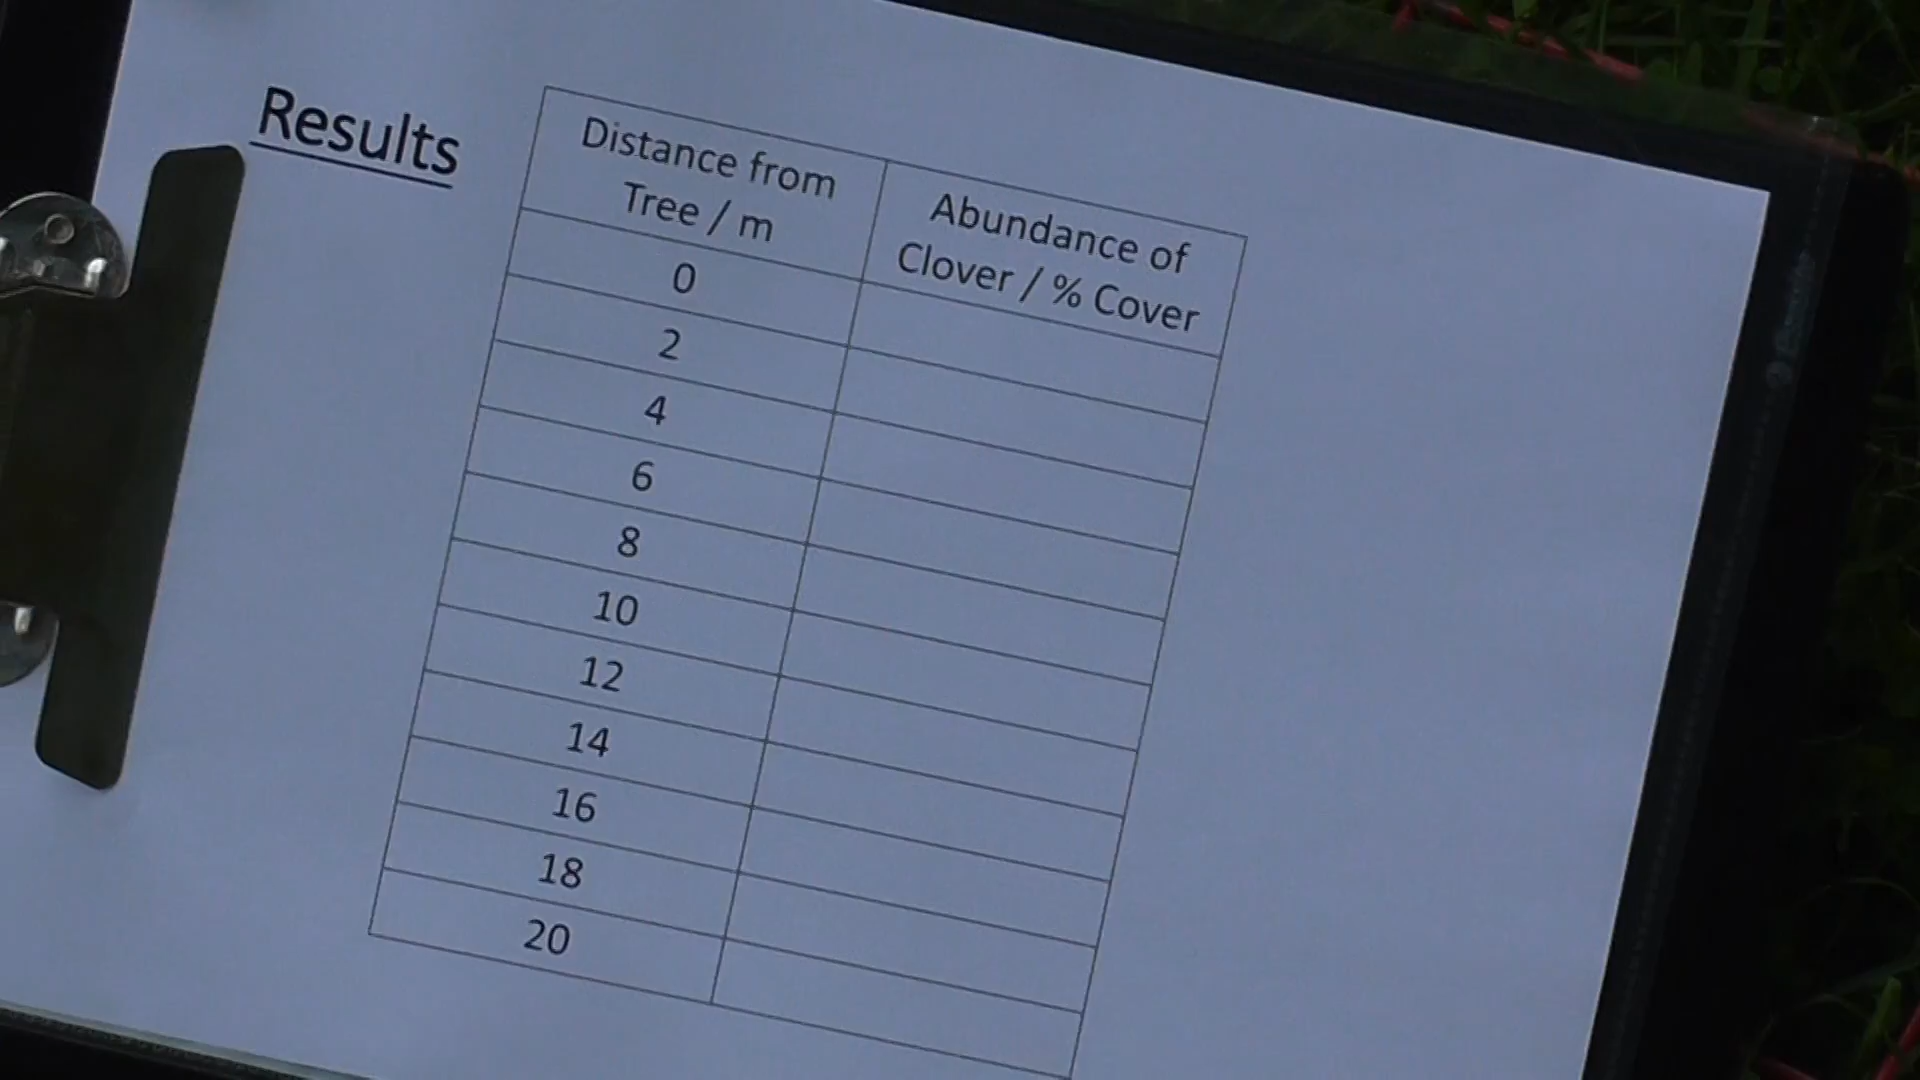 Results
Distance from
Tree / m
Abundance of
Clover / % Cover
0
2
4
6
8
10
12
14
16
18
20